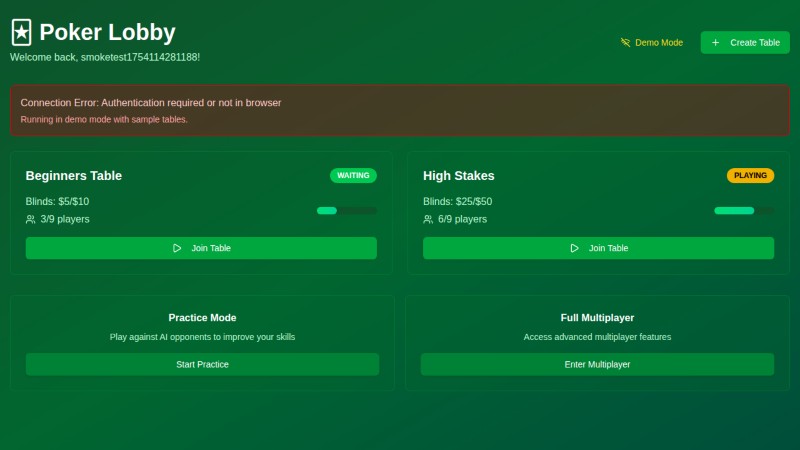 Poker Lobby
Welcome back, smoketest1754114281188!
Demo Mode
Create Table
Connection Error: Authentication required or not in browser
Running in demo mode with sample tables.
Beginners Table
WAITING
Blinds: $5/$10
3/9 players
Join Table
High Stakes
PLAYING
Blinds: $25/$50
6/9 players
Join Table
Practice Mode
Play against AI opponents to improve your skills
Start Practice
Full Multiplayer
Access advanced multiplayer features
Enter Multiplayer